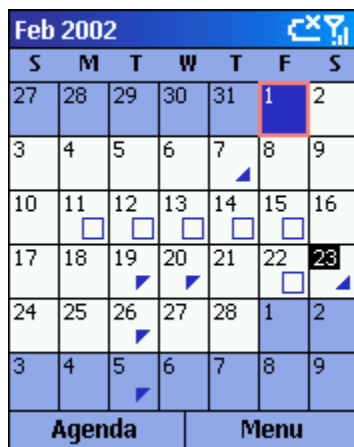 Feb 2002
S M T W T F S
27 28 29 30 31 1 2
3 4 5 6 7 8 9
10 11 12 13 14 15 16
17 18 19 20 21 22 23
24 25 26 27 28 1 2
3 4 5 6 7 8 9
Agenda Menu